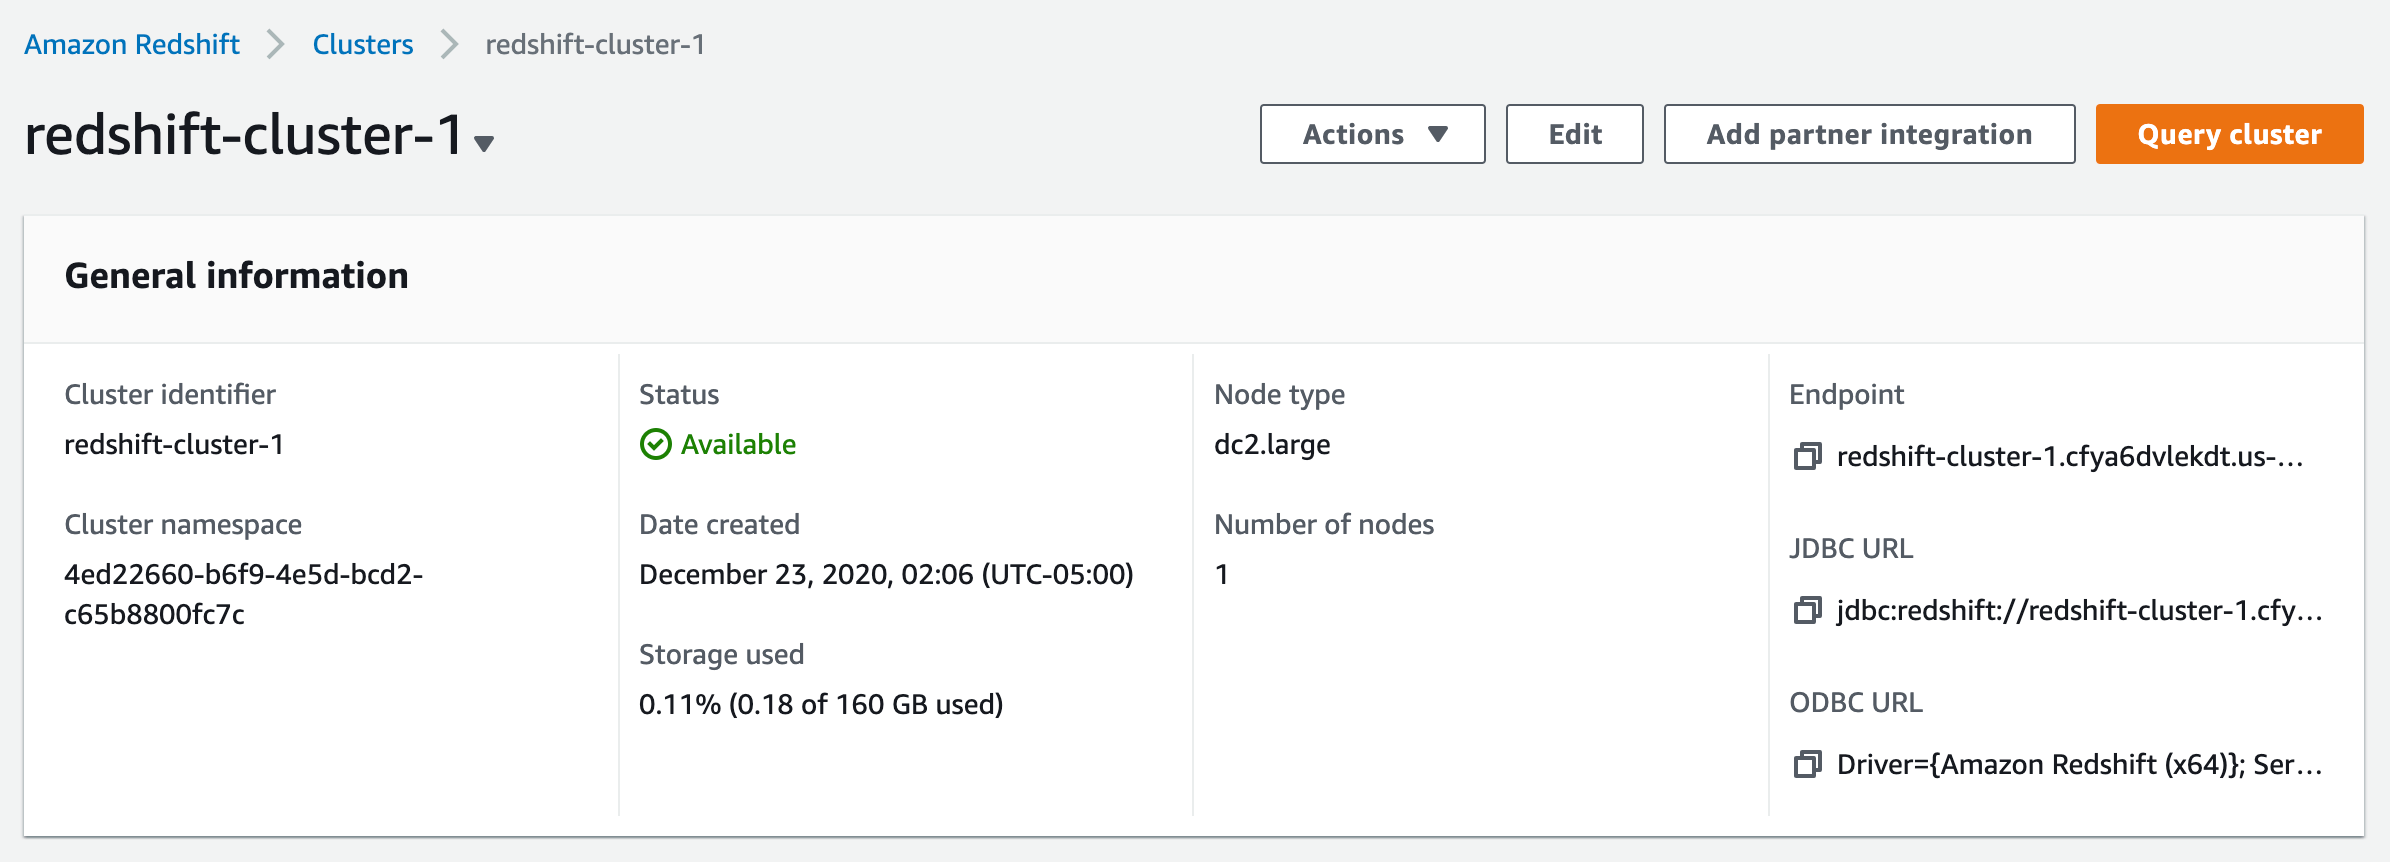 Amazon Redshift > Clusters > redshift-cluster-1
redshift-cluster-1
Actions
Edit
Add partner integration
Query cluster
General information
Cluster identifier
redshift-cluster-1
Cluster namespace
4ed22660-b6f9-4e5d-bcd2-
c65b8800fc7c
Status
Available
Date created
December 23, 2020, 02:06 (UTC-05:00)
Storage used
0.11% (0.18 of 160 GB used)
Node type
dc2.large
Number of nodes
1
Endpoint
redshift-cluster-1.cfya6dvlekdt.us-...
JDBC URL
jdbc:redshift://redshift-cluster-1.cfy...
ODBC URL
Driver={Amazon Redshift (x64)}; Ser...